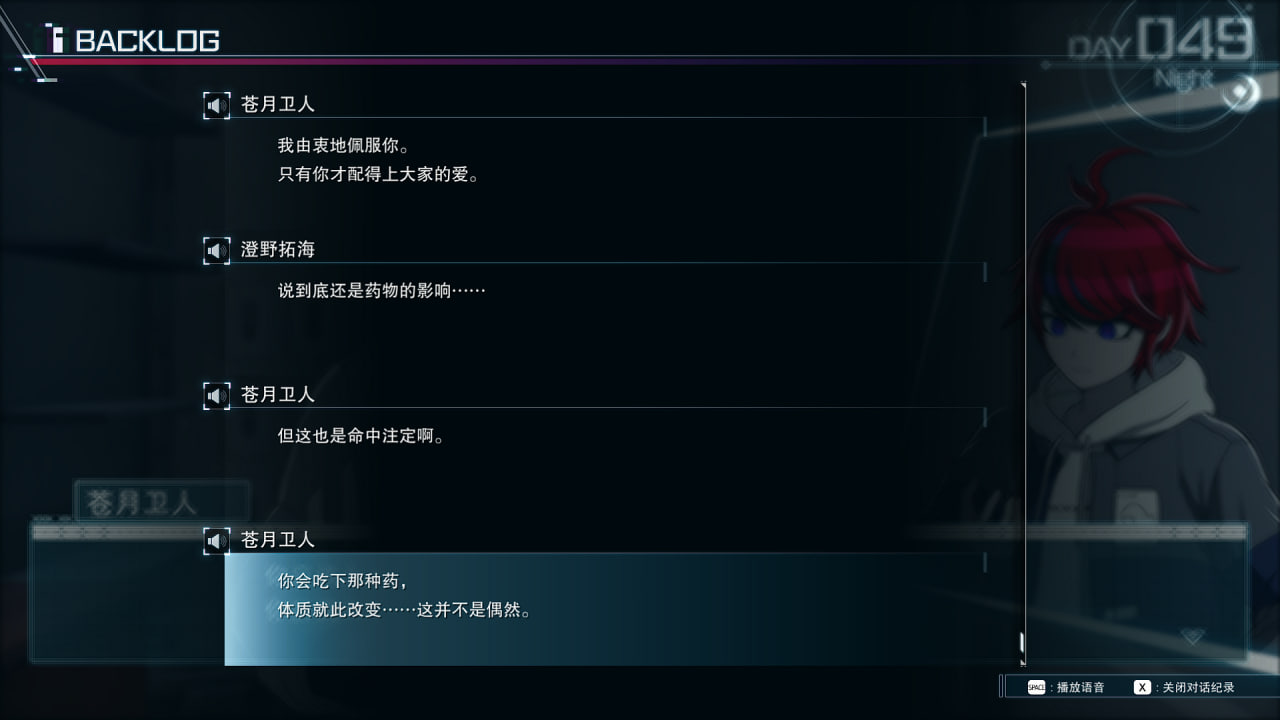 BACKLOG
DAY 049
Night
苍月卫人
我由衷地佩服你。
只有你才配得上大家的爱。
澄野拓海
说到底还是药物的影响……
苍月卫人
但这也是命中注定啊。
苍月卫人
苍月卫人
你会吃下那种药，
体质就此改变……这并不是偶然。
SPACE：播放语音
X：关闭对话纪录